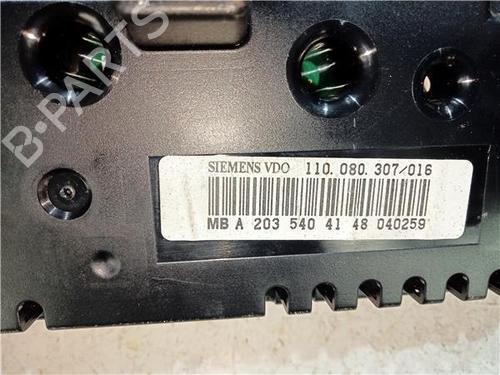 B-PARTS
SIEMENS VDO 110.080.307/016
MB A 203 540 41 48 040259